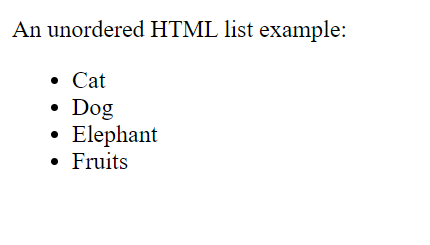 An unordered HTML list example:
• Cat
• Dog
• Elephant
• Fruits